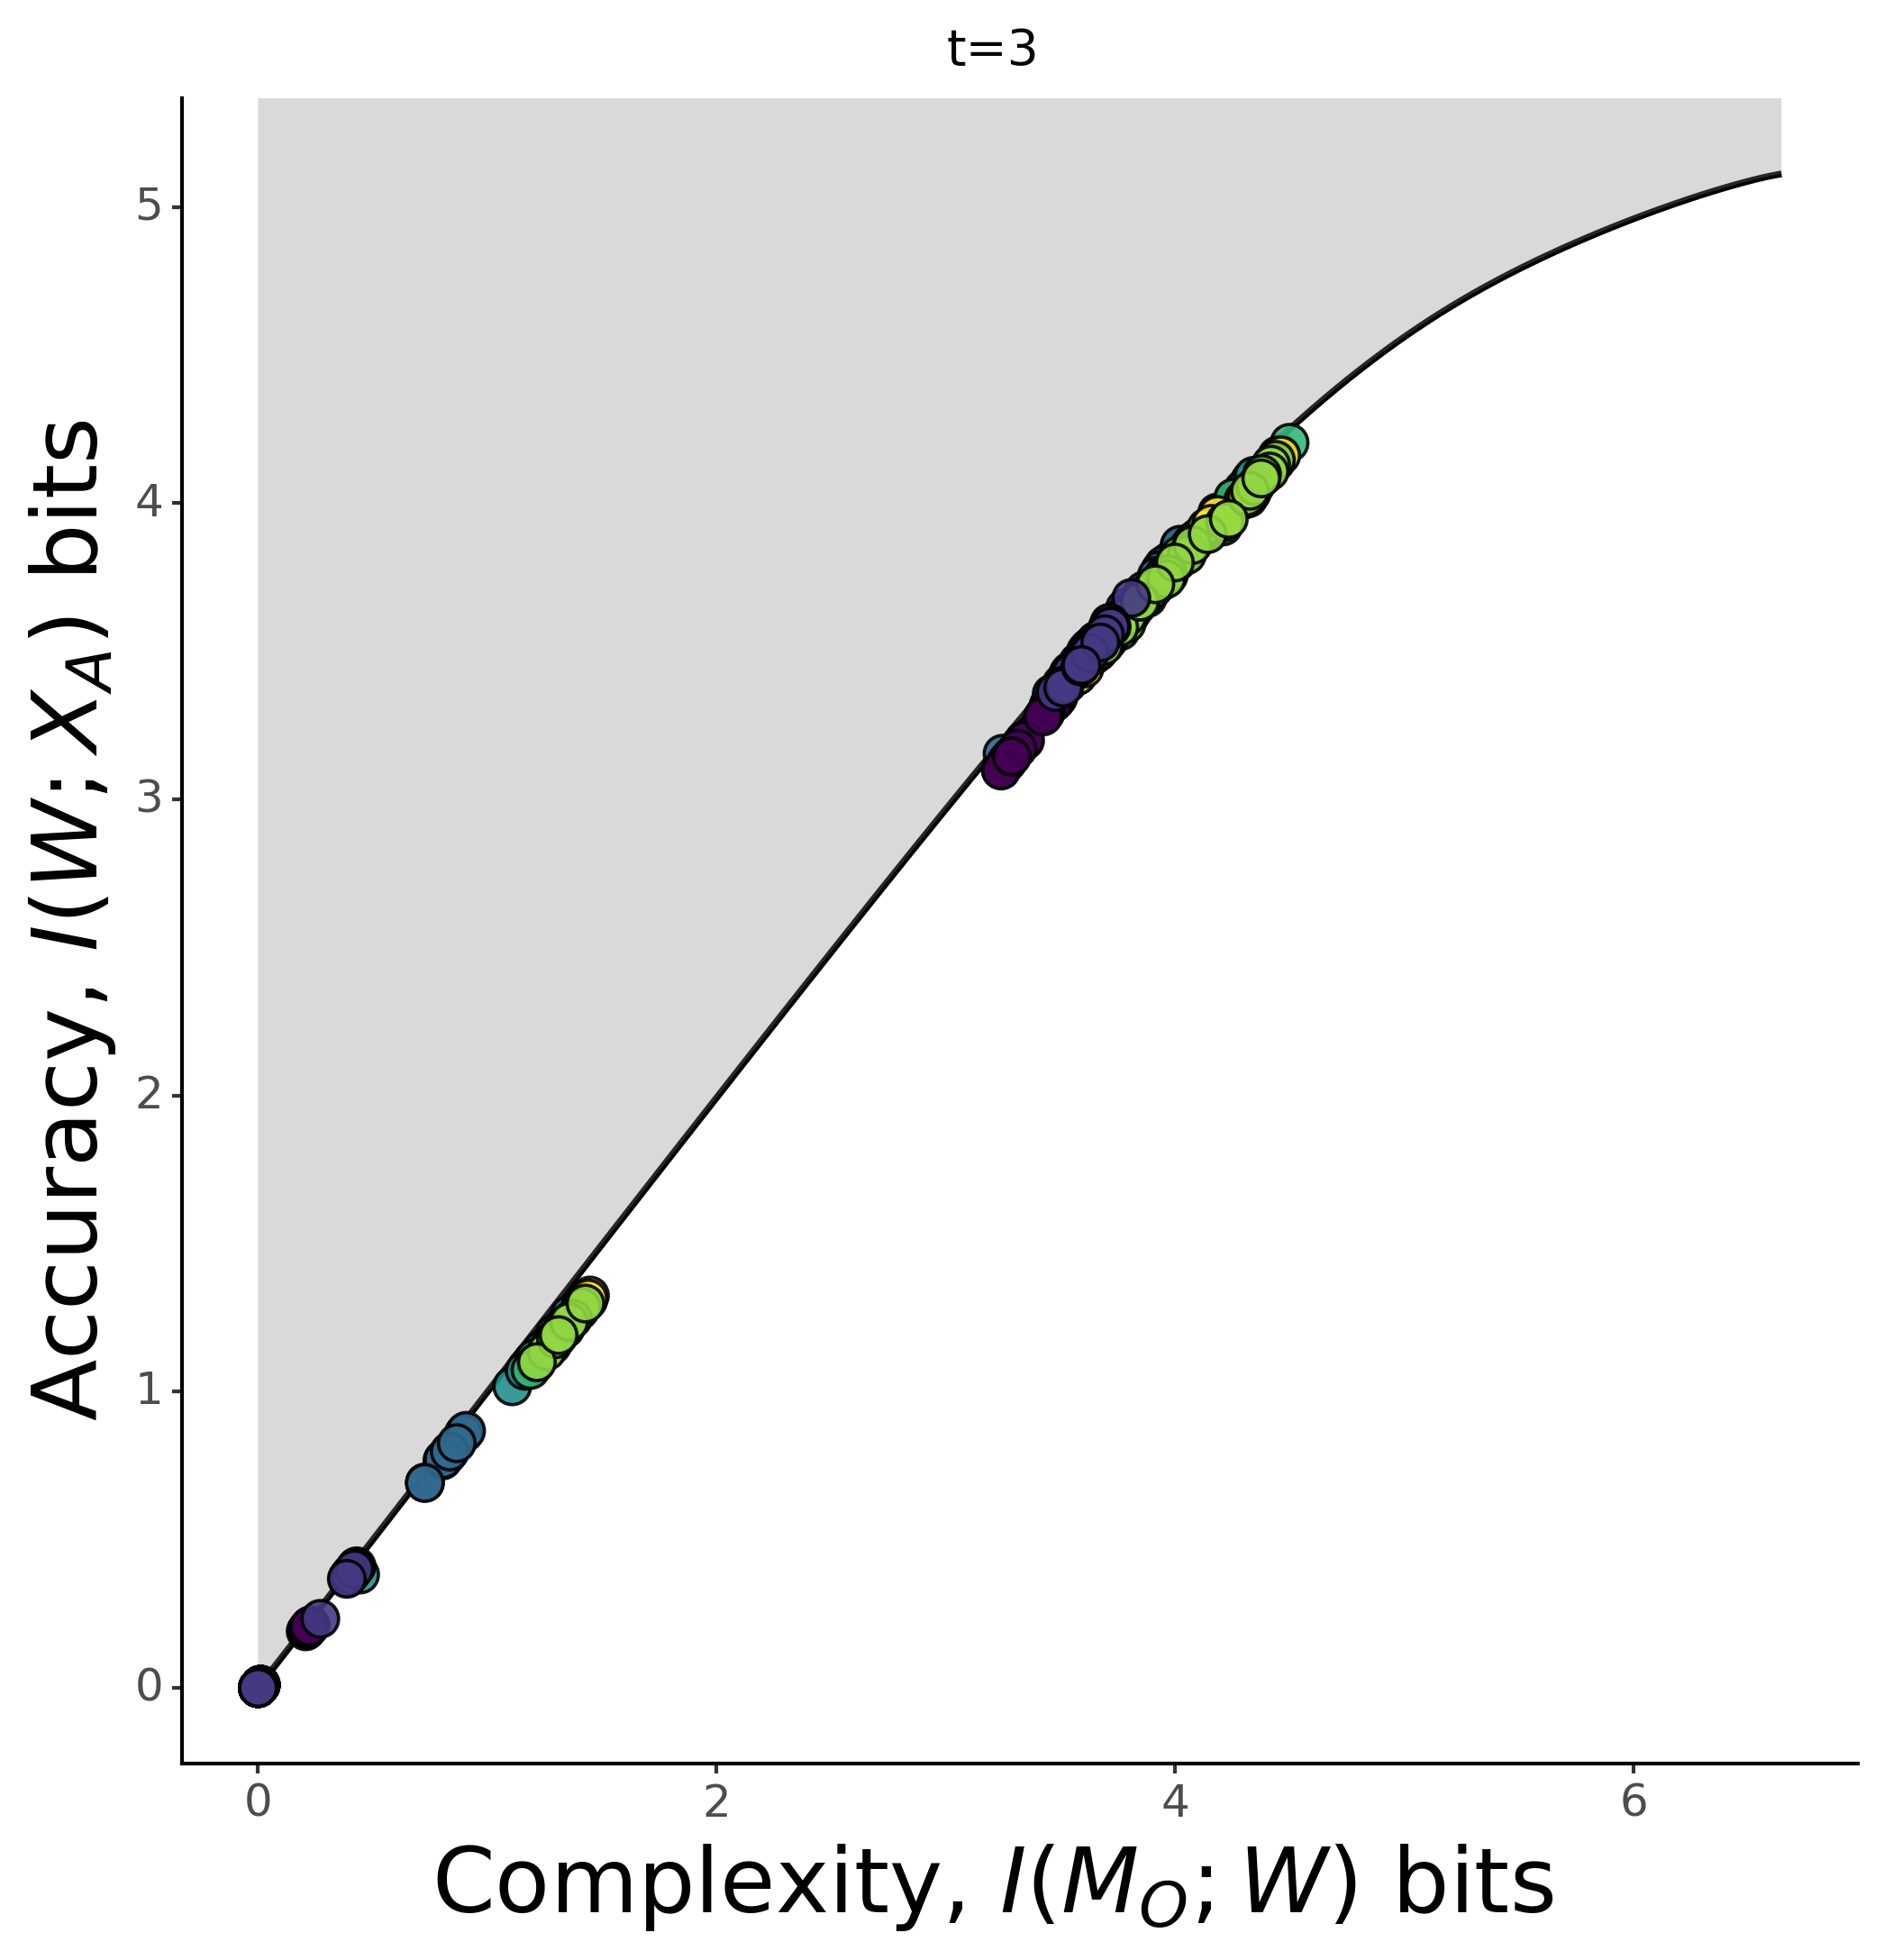 t=3
Accuracy, I(W; X_A) bits
5
4
3
2
1
0
0 2 4 6
Complexity, I(M_O; W) bits